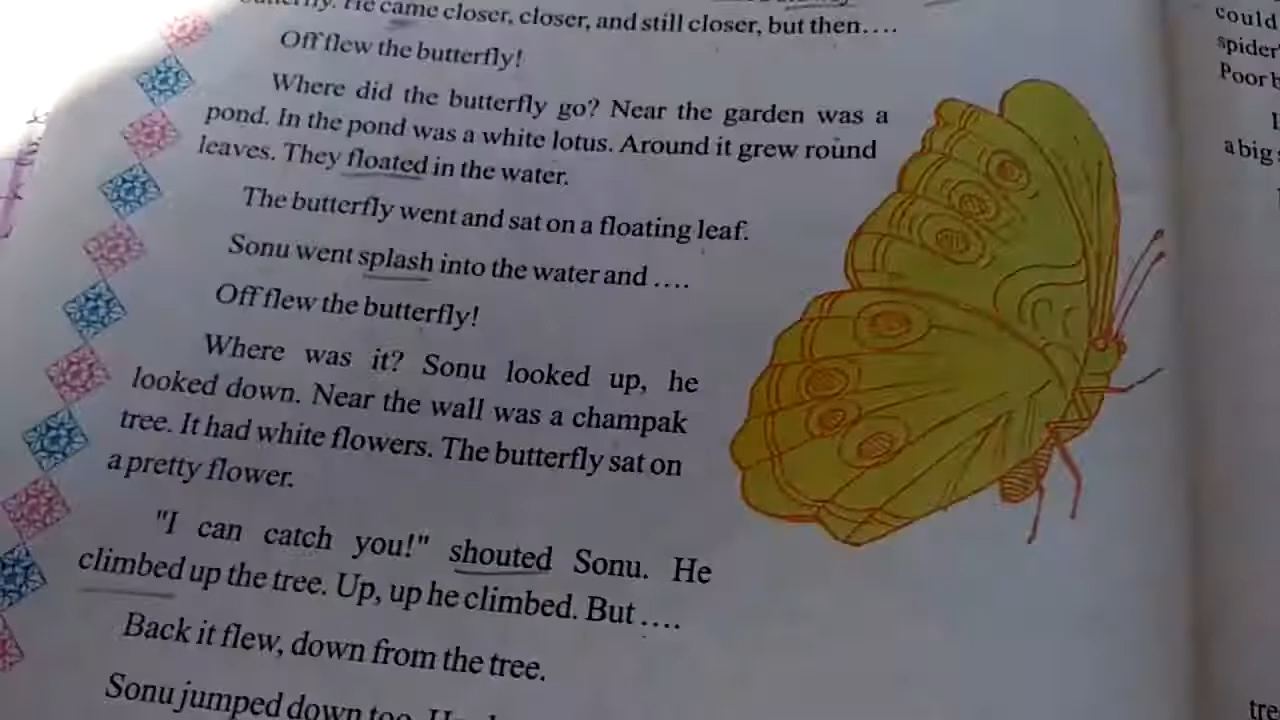 butterfly. He came closer, closer, and still closer, but then....
Off flew the butterfly!
Where did the butterfly go? Near the garden was a
pond. In the pond was a white lotus. Around it grew round
leaves. They floated in the water.
The butterfly went and sat on a floating leaf.
Sonu went splash into the water and ....
Off flew the butterfly!
Where was it? Sonu looked up, he
looked down. Near the wall was a champak
tree. It had white flowers. The butterfly sat on
a pretty flower.
"I can catch you!" shouted Sonu. He
climbed up the tree. Up, up he climbed. But ....
Back it flew, down from the tree.
Sonu jumped down too.
could
spider'
Poor b
a big
tre